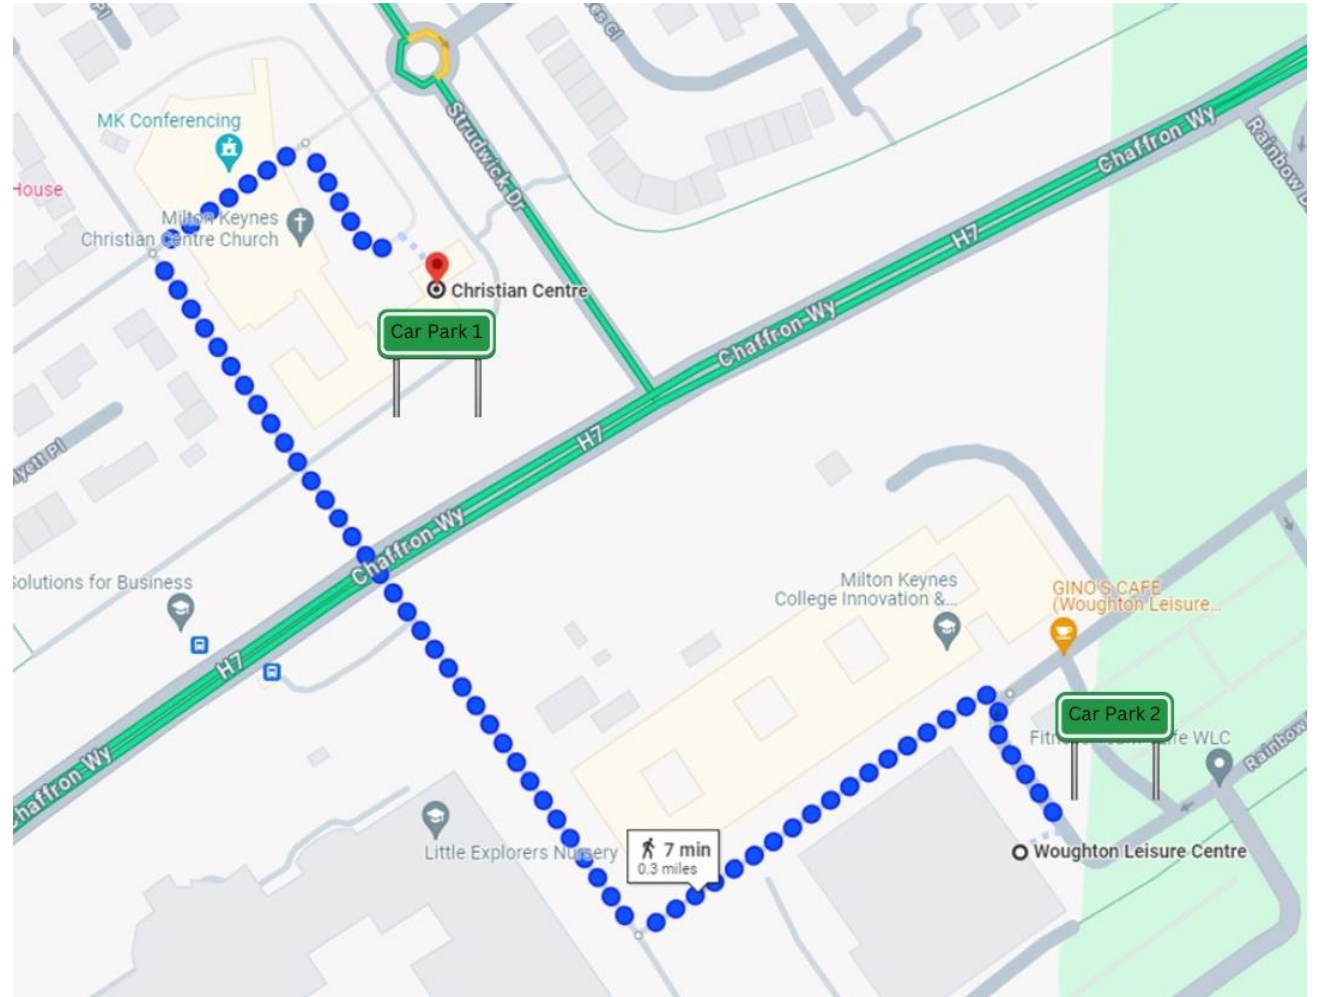 MK Conferencing
House
Milton Keynes
Christian Centre Church
Strudwick Dr
Chaffron Wy
Rainbow D
H7
Christian Centre
Car Park 1
Chaffron Wy
H7
yett Pl
Chaffron Wy
Solutions for Business
H7
Milton Keynes
College Innovation &...
GINO'S CAFE
(Woughton Leisure...
Car Park 2
WLC
Rainbow
Chaffron Wy
Little Explorers Nursery
7 min
0.3 miles
Woughton Leisure Centre